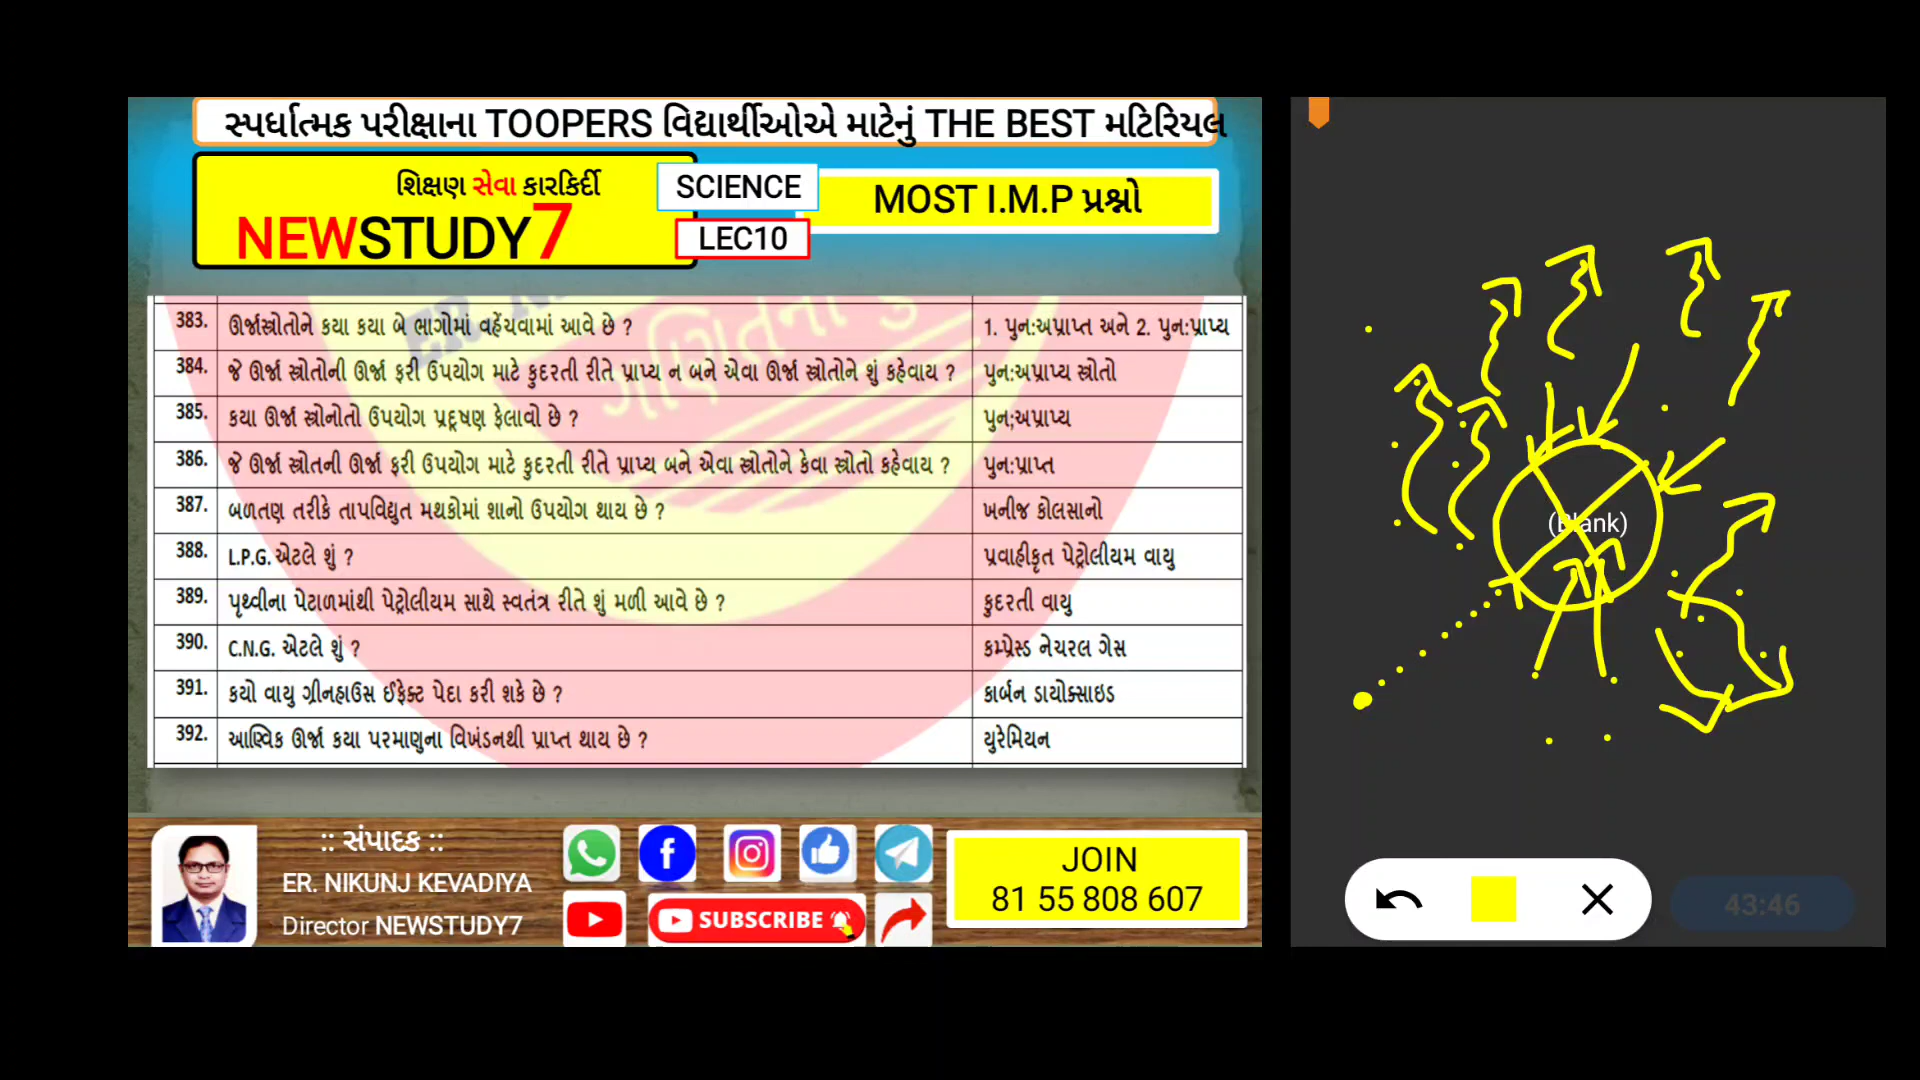 સ્પર્ધાત્મક પરીક્ષાના TOOPERS વિદ્યાર્થીઓએ માટેનું THE BEST મટિરિયલ
શિક્ષણ સેવા કારકિર્દી
NEWSTUDY7
SCIENCE
LEC10
MOST I.M.P પ્રશ્નો
383. ઊર્જાસ્ત્રોતોને કયા કયા બે ભાગોમાં વહેંચવામાં આવે છે ? 1. પુન:અપ્રાપ્ત અને 2. પુન:પ્રાપ્ય
384. જે ઊર્જા સ્ત્રોતોની ઊર્જા ફરી ઉપયોગ માટે કુદરતી રીતે પ્રાપ્ય ન બને એવા ઊર્જા સ્ત્રોતોને શું કહેવાય ? પુન:અપ્રાપ્ય સ્ત્રોતો
385. કયા ઊર્જા સ્ત્રોનોતો ઉપયોગ પ્રદૂષણ ફેલાવો છે ? પુન;અપ્રાપ્ય
386. જે ઊર્જા સ્ત્રોતની ઊર્જા ફરી ઉપયોગ માટે કુદરતી રીતે પ્રાપ્ય બને એવા સ્ત્રોતોને કેવા સ્ત્રોતો કહેવાય ? પુન:પ્રાપ્ત
387. બળતણ તરીકે તાપવિદ્યુત મથકોમાં શાનો ઉપયોગ થાય છે ? ખનીજ કોલસાનો
388. L.P.G. એટલે શું ? પ્રવાહીકૃત પેટ્રોલીયમ વાયુ
389. પૃથ્વીના પેટાળમાંથી પેટ્રોલીયમ સાથે સ્વતંત્ર રીતે શું મળી આવે છે ? કુદરતી વાયુ
390. C.N.G. એટલે શું ? કમ્પ્રેસ્ડ નેચરલ ગેસ
391. કયો વાયુ ગ્રીનહાઉસ ઈફેક્ટ પેદા કરી શકે છે ? કાર્બન ડાયોક્સાઇડ
392. આણ્વિક ઊર્જા કયા પરમાણુના વિખંડનથી પ્રાપ્ત થાય છે ? યુરેમિયન
:: સંપાદક ::
ER. NIKUNJ KEVADIYA
Director NEWSTUDY7
SUBSCRIBE
JOIN
81 55 808 607
(Blank)
43:46